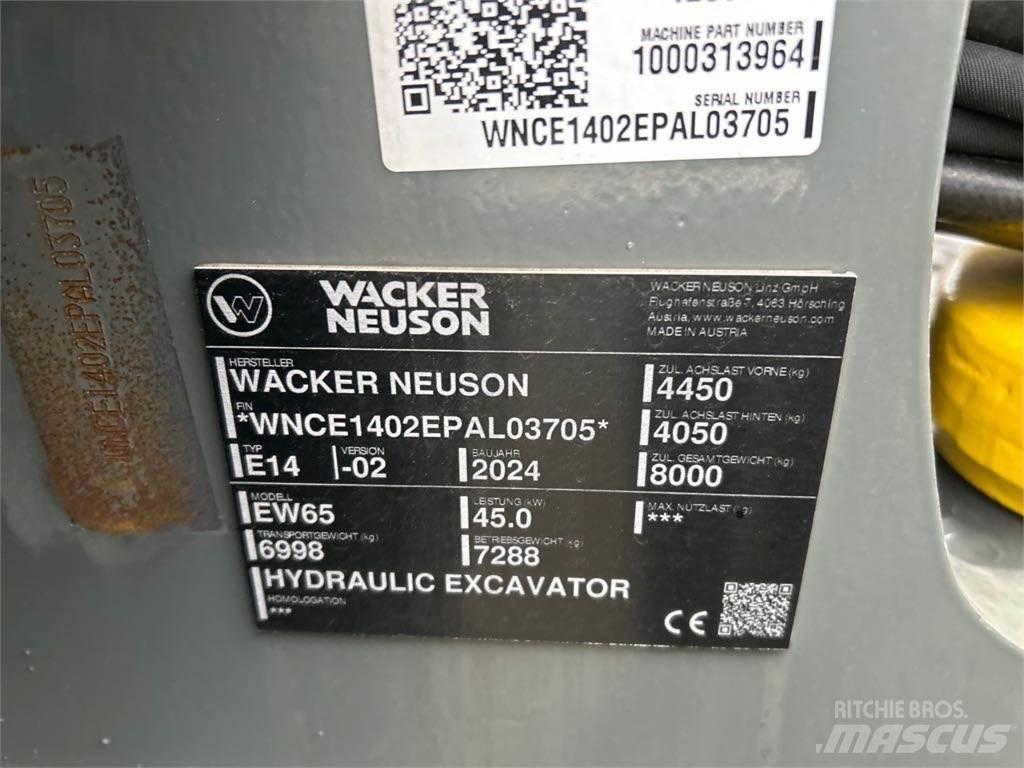 MACHINE PART NUMBER
1000313964
SERIAL NUMBER
WNCE1402EPAL03705
WNCE1402EPAL03705
W
WACKER
NEUSON
WACKER NEUSON Linz GmbH
Flughafenstraße 7, 4063 Hörsching
Austria, www.wackerneuson.com
MADE IN AUSTRIA
HERSTELLER
WACKER NEUSON
ZUL. ACHSLAST VORNE (kg)
4450
FIN
*WNCE1402EPAL03705*
ZUL. ACHSLAST HINTEN (kg)
4050
TYP
E14
VERSION
-02
BAUJAHR
2024
ZUL. GESAMTGEWICHT (kg)
8000
MODELL
EW65
LEISTUNG (kW)
45.0
MAX. NUTZLAST (kg)
***
TRANSPORTGEWICHT (kg)
6998
BETRIEBSGEWICHT (kg)
7288
HYDRAULIC EXCAVATOR
HOMOLOGATION
***
CE
RITCHIE BROS.
MASCUS